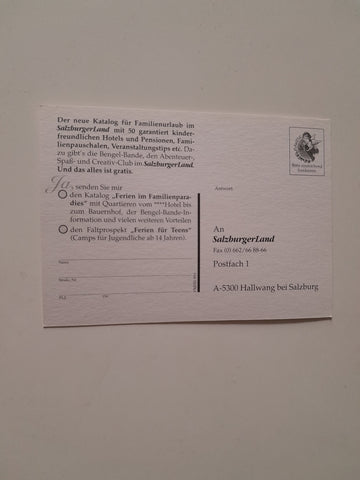 Der neue Katalog für Familienurlaub im
SalzburgerLand mit 50 garantiert kinder-
freundlichen Hotels und Pensionen, Fami-
lienpauschalen, Veranstaltungstips etc. Da-
zu gibt's die Bengel-Bande, den Abenteuer-,
Spaß- und Creativ-Club im SalzburgerLand.
Und das alles ist gratis.
Ja, senden Sie mir
den Katalog „Ferien im Familienpara-
dies" mit Quartieren vom ****Hotel bis
zum Bauernhof, der Bengel-Bande-In-
formation und vielen weiteren Vorteilen
den Faltprospekt „Ferien für Teens"
(Camps für Jugendliche ab 14 Jahren).
Name
Straße, Nr.
PLZ Ort
Antwort
Bitte ausreichend
frankieren
An
SalzburgerLand
Fax (0) 662/66 88-66
Postfach 1
A-5300 Hallwang bei Salzburg